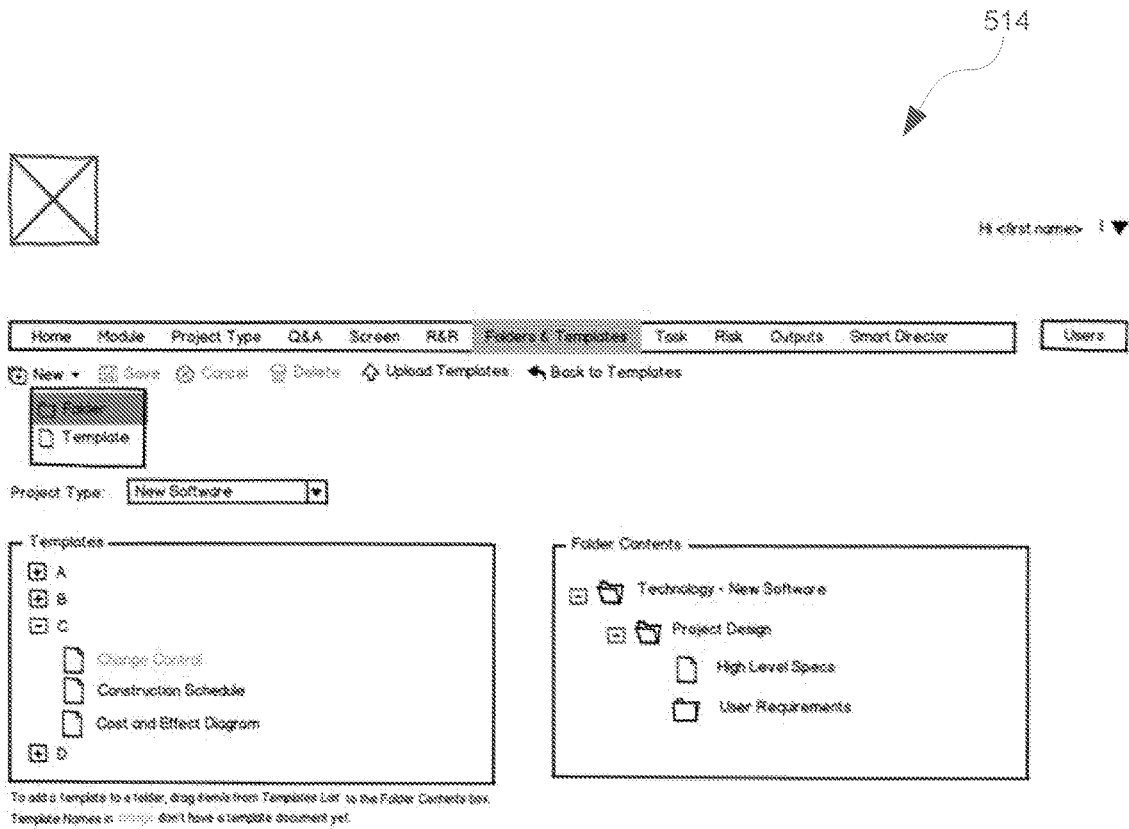 514
Hi <first name>
Home Module Project Type Q&A Screen R&R Folders & Templates Task Risk Outputs Smart Director Users
New Save Cancel Delete Upload Templates Back to Templates
Folder
Template
Project Type: New Software
Templates
A
B
C
Change Control
Construction Schedule
Cost and Effect Diagram
D
Folder Contents
Technology - New Software
Project Design
High Level Specs
User Requirements
To add a template to a folder, drag item/s from Templates List to the Folder Contents box.
Template Names in orange don't have a template document yet.